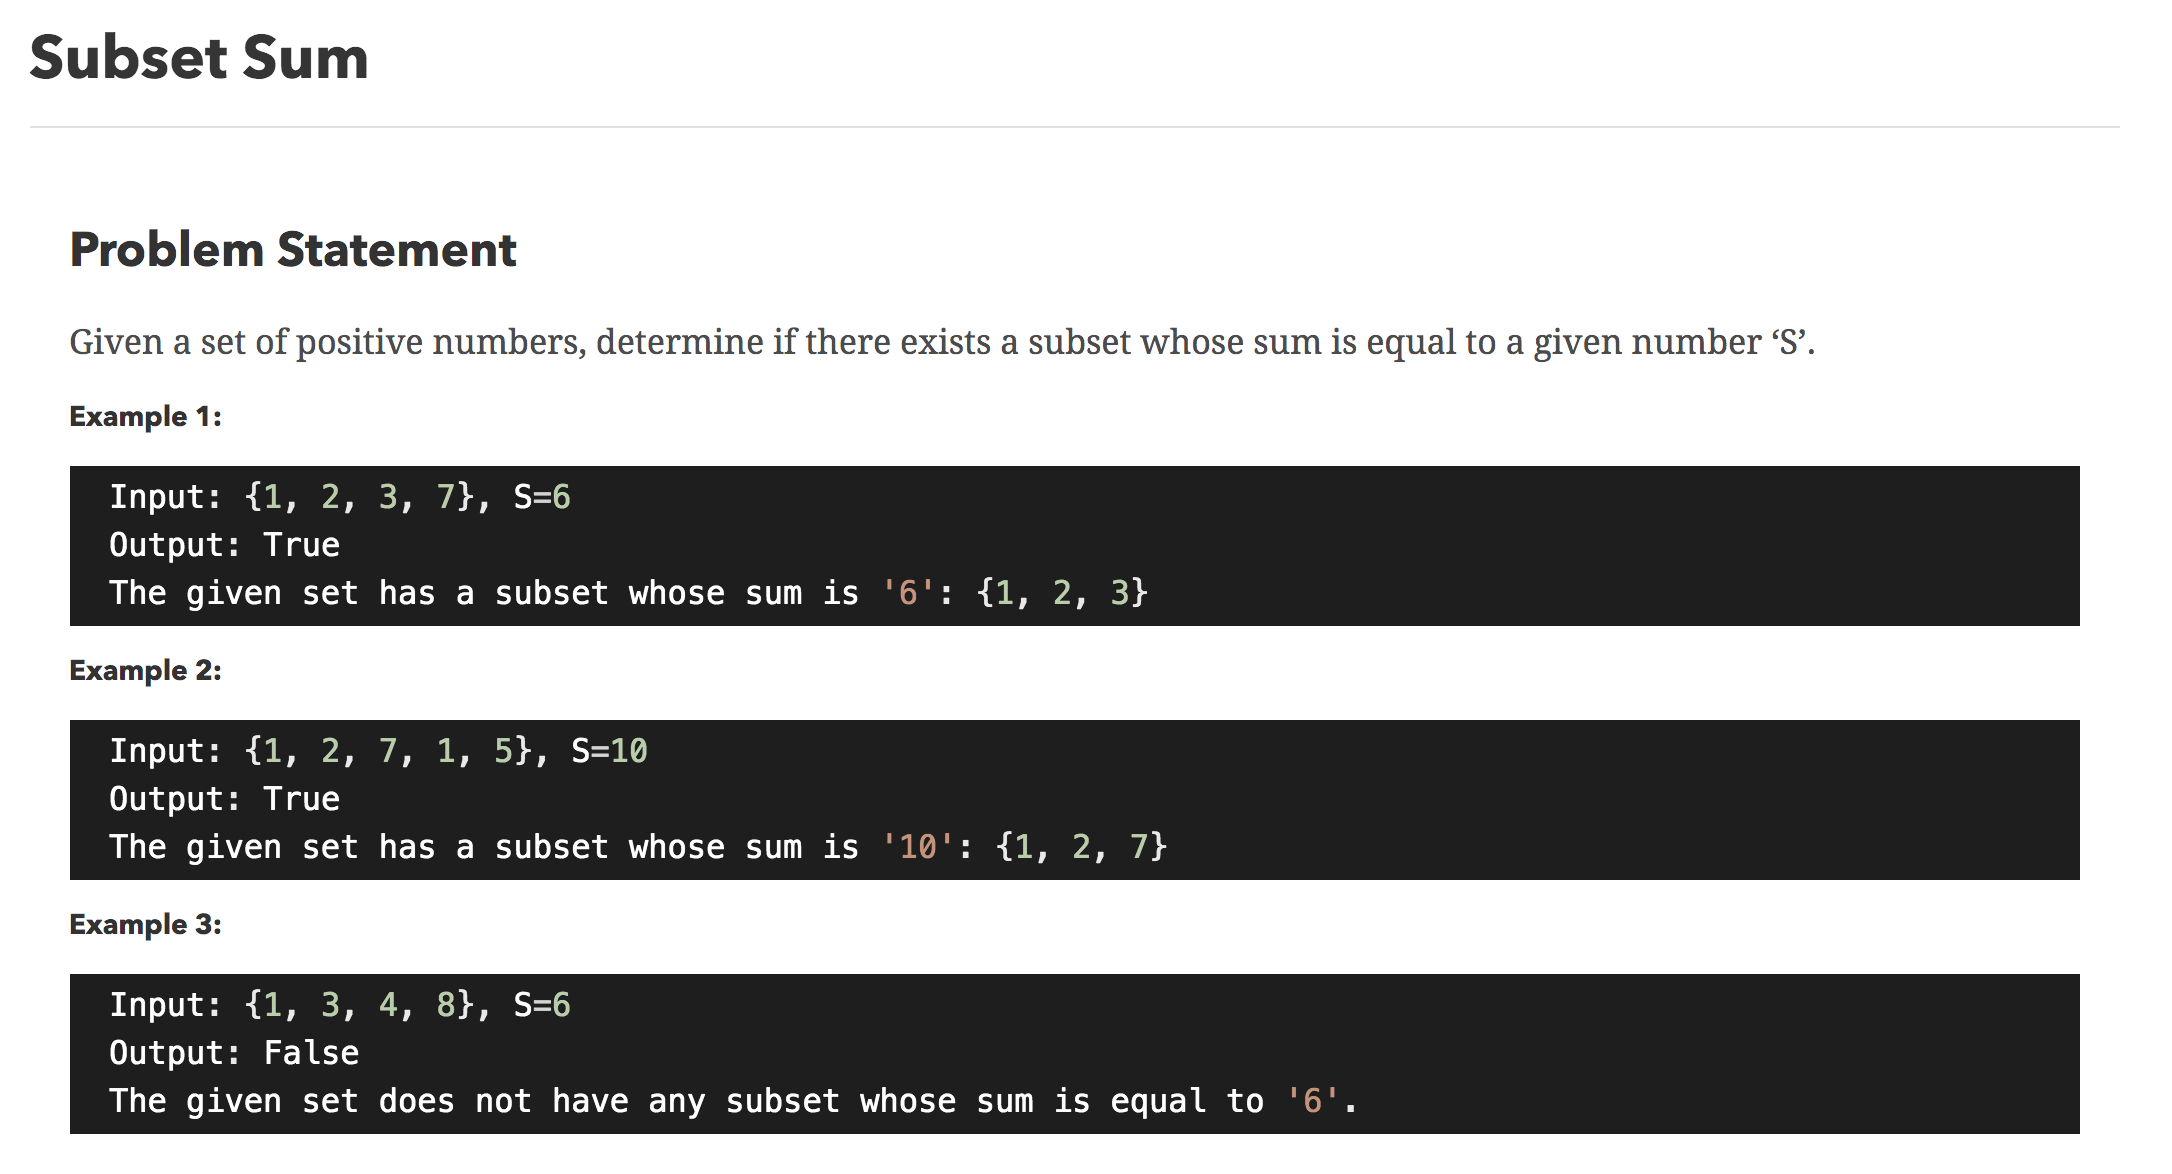 Subset Sum
Problem Statement
Given a set of positive numbers, determine if there exists a subset whose sum is equal to a given number ‘S’.
Example 1:
Input: {1, 2, 3, 7}, S=6
Output: True
The given set has a subset whose sum is '6': {1, 2, 3}
Example 2:
Input: {1, 2, 7, 1, 5}, S=10
Output: True
The given set has a subset whose sum is '10': {1, 2, 7}
Example 3:
Input: {1, 3, 4, 8}, S=6
Output: False
The given set does not have any subset whose sum is equal to '6'.